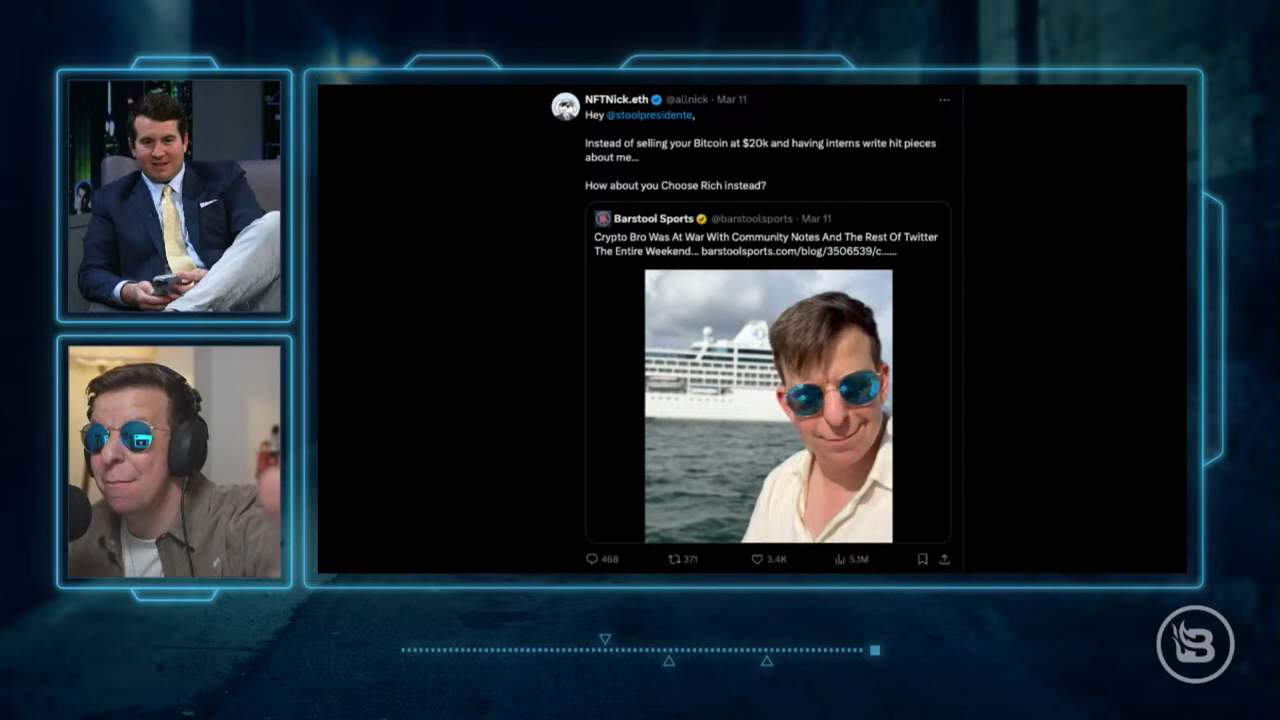 NFTNick.eth @allnick · Mar 11
Hey @stoolpresidente,
Instead of selling your Bitcoin at $20k and having interns write hit pieces
about me...
How about you Choose Rich instead?
Barstool Sports @barstoolsports · Mar 11
Crypto Bro Was At War With Community Notes And The Rest Of Twitter
The Entire Weekend... barstoolsports.com/blog/3506539/c......
468 371 3.4K 5.1M
B